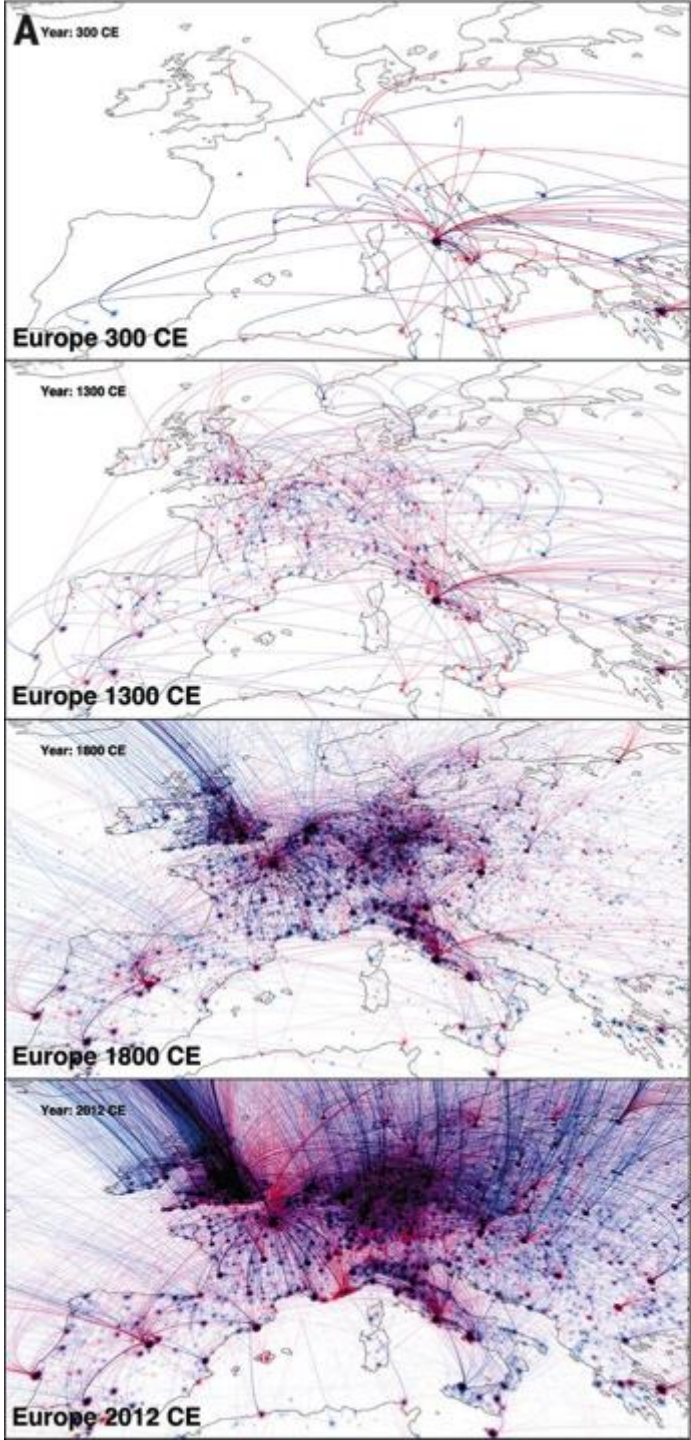 A Year: 300 CE
Europe 300 CE
Year: 1300 CE
Europe 1300 CE
Year: 1800 CE
Europe 1800 CE
Year: 2012 CE
Europe 2012 CE